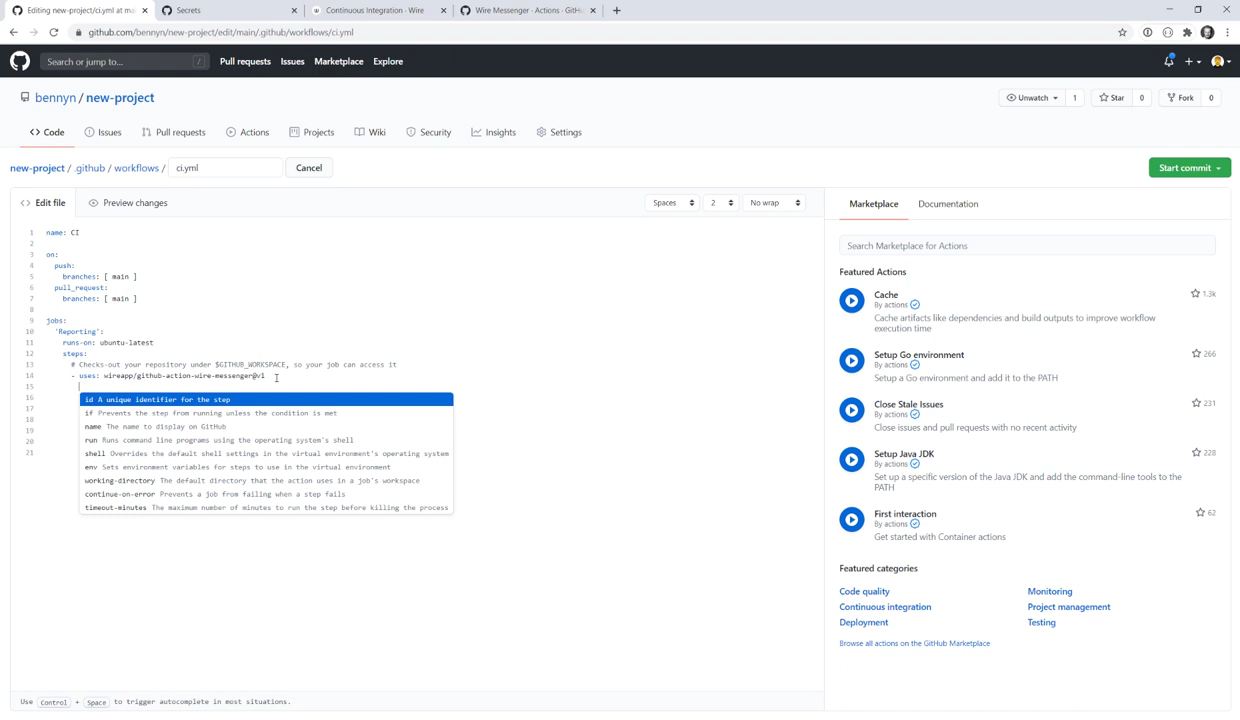 Editing new-project/ci.yml at ma
Secrets
Continuous Integration · Wire
Wire Messenger · Actions · GitH
github.com/bennyn/new-project/edit/main/.github/workflows/ci.yml
Search or jump to...
/
Pull requests
Issues
Marketplace
Explore
bennyn / new-project
Unwatch
1
Star
0
Fork
0
Code
Issues
Pull requests
Actions
Projects
Wiki
Security
Insights
Settings
new-project / .github / workflows / ci.yml
Cancel
Start commit
Edit file
Preview changes
Spaces
2
No wrap
1 name: CI
2
3 on:
4 push:
5 branches: [ main ]
6 pull_request:
7 branches: [ main ]
8
9 jobs:
10 'Reporting':
11 runs-on: ubuntu-latest
12 steps:
13 # Checks-out your repository under $GITHUB_WORKSPACE, so your job can access it
14 - uses: wireapp/github-action-wire-messenger@v1
15
16 id A unique identifier for the step
17 if Prevents the step from running unless the condition is met
18 name The name to display on GitHub
19 run Runs command line programs using the operating system's shell
20 shell Overrides the default shell settings in the virtual environment's operating system
21 env Sets environment variables for steps to use in the virtual environment
working-directory The default directory that the action uses in a job's workspace
continue-on-error Prevents a job from failing when a step fails
timeout-minutes The maximum number of minutes to run the step before killing the process
Use Control + Space to trigger autocomplete in most situations.
Marketplace
Documentation
Search Marketplace for Actions
Featured Actions
Cache
1.3k
By actions
Cache artifacts like dependencies and build outputs to improve workflow
execution time
Setup Go environment
266
By actions
Setup a Go environment and add it to the PATH
Close Stale Issues
231
By actions
Close issues and pull requests with no recent activity
Setup Java JDK
228
By actions
Set up a specific version of the Java JDK and add the command-line tools to the
PATH
First interaction
62
By actions
Get started with Container actions
Featured categories
Code quality
Monitoring
Continuous integration
Project management
Deployment
Testing
Browse all actions on the GitHub Marketplace